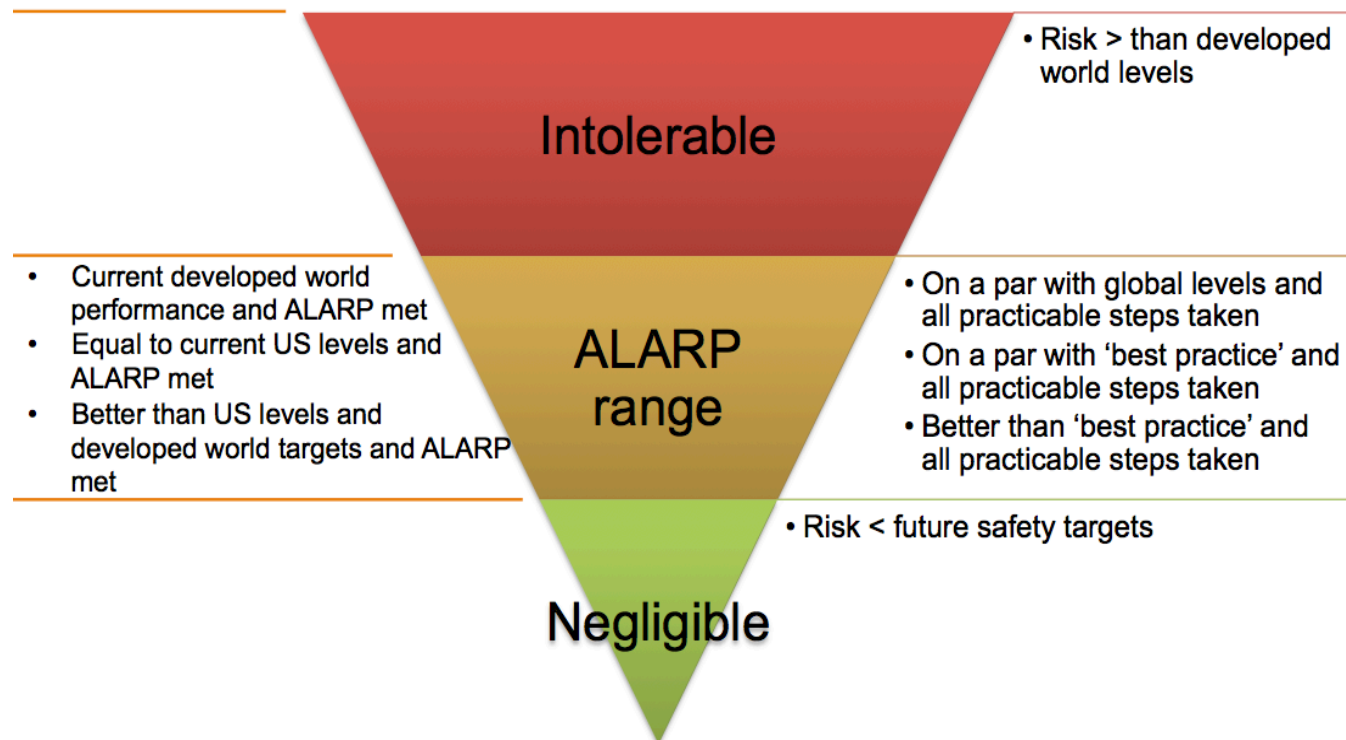 • Risk > than developed
world levels
Intolerable
• Current developed world
performance and ALARP met
• Equal to current US levels and
ALARP met
• Better than US levels and
developed world targets and ALARP
met
ALARP
range
• On a par with global levels and
all practicable steps taken
• On a par with ‘best practice’ and
all practicable steps taken
• Better than ‘best practice’ and
all practicable steps taken
• Risk < future safety targets
Negligible